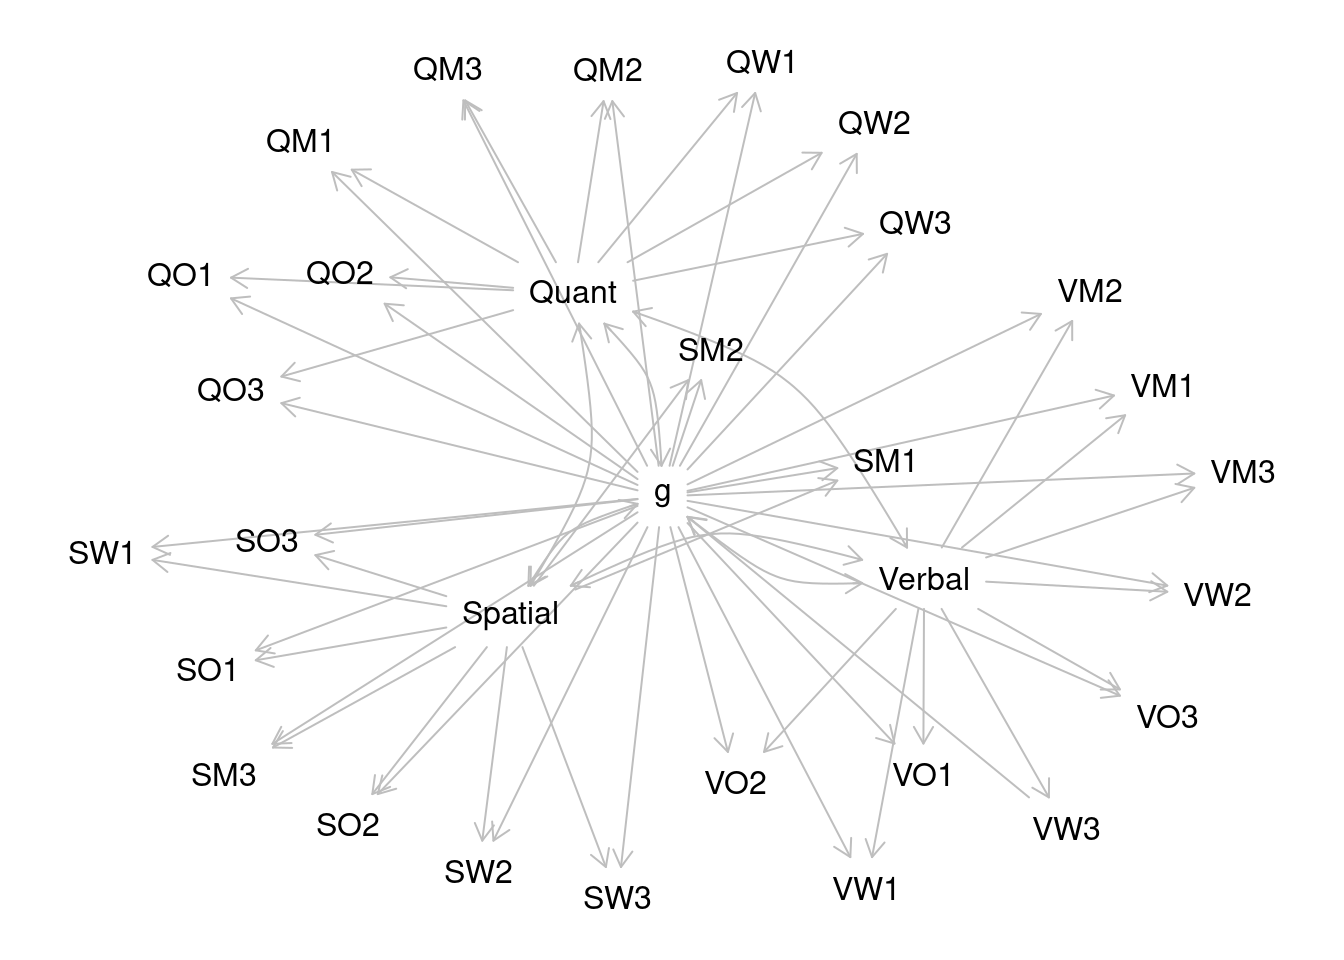 QW1
QM3
QM2
QW2
QM1
QW3
QO1
QO2
Quant
VM2
SM2
QO3
VM1
SM1
VM3
g
SW1
SO3
Verbal
VW2
Spatial
SO1
VO3
SM3
VO2
VO1
SO2
VW3
SW2
VW1
SW3